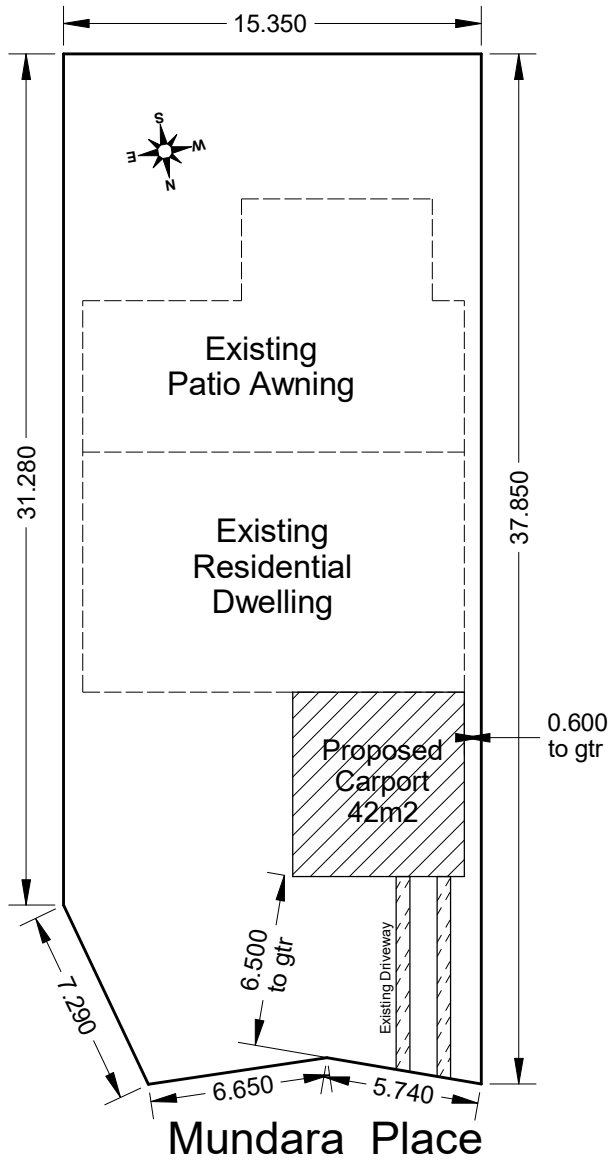 15.350
S
W
E
N
Existing
Patio Awning
31.280
37.850
Existing
Residential
Dwelling
0.600
to gtr
Proposed
Carport
42m2
6.500
to gtr
Existing Driveway
7.290
6.650
5.740
Mundara Place